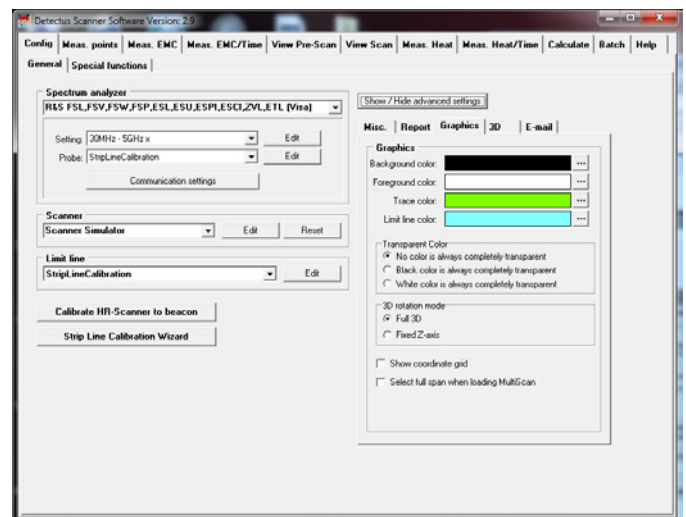 Detectus Scanner Software Version: 2.9
Config Meas. points Meas. EMC Meas. EMC/Time View Pre-Scan View Scan Meas. Heat Meas. Heat/Time Calculate Batch Help
General Special functions
Spectrum analyzer
R&S FSL,FSV,FSW,FSP,ESL,ESU,ESPI,ESCI,ZVL,ETL (Visa)
Setting: 30MHz - 5GHz x Edit
Probe: StripLineCalibration Edit
Communication settings
Scanner
Scanner Simulator Edit Reset
Limit line
StripLineCalibration Edit
Calibrate HR-Scanner to beacon
Strip Line Calibration Wizard
Show / Hide advanced settings
Misc. Report Graphics 3D E-mail
Graphics
Background color: ...
Foreground color: ...
Trace color: ...
Limit line color: ...
Transparent Color
No color is always completely transparent
Black color is always completely transparent
White color is always completely transparent
3D rotation mode
Full 3D
Fixed Z-axis
Show coordinate grid
Select full span when loading MultiScan